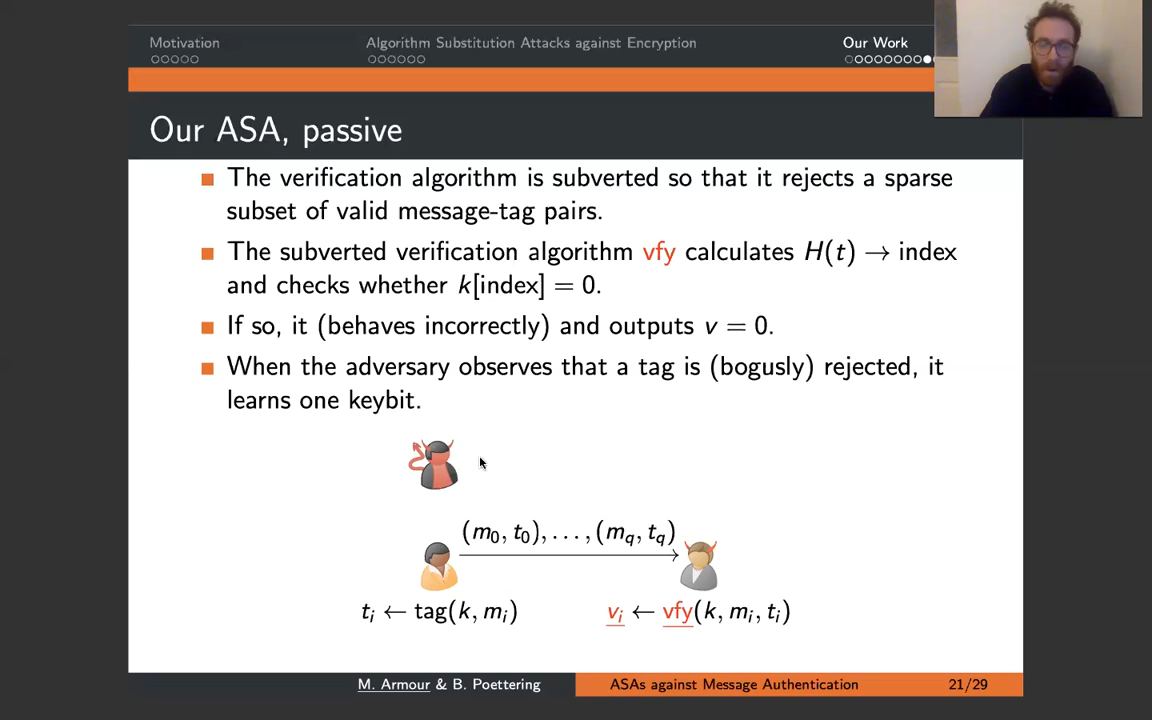 Motivation
Algorithm Substitution Attacks against Encryption
Our Work
Our ASA, passive
The verification algorithm is subverted so that it rejects a sparse
subset of valid message-tag pairs.
The subverted verification algorithm vfy calculates H(t) → index
and checks whether k[index] = 0.
If so, it (behaves incorrectly) and outputs v = 0.
When the adversary observes that a tag is (bogusly) rejected, it
learns one keybit.
(m₀, t₀), . . . , (m_q, t_q)
tᵢ ← tag(k, mᵢ)
vᵢ ← vfy(k, mᵢ, tᵢ)
M. Armour & B. Poettering
ASAs against Message Authentication
21/29